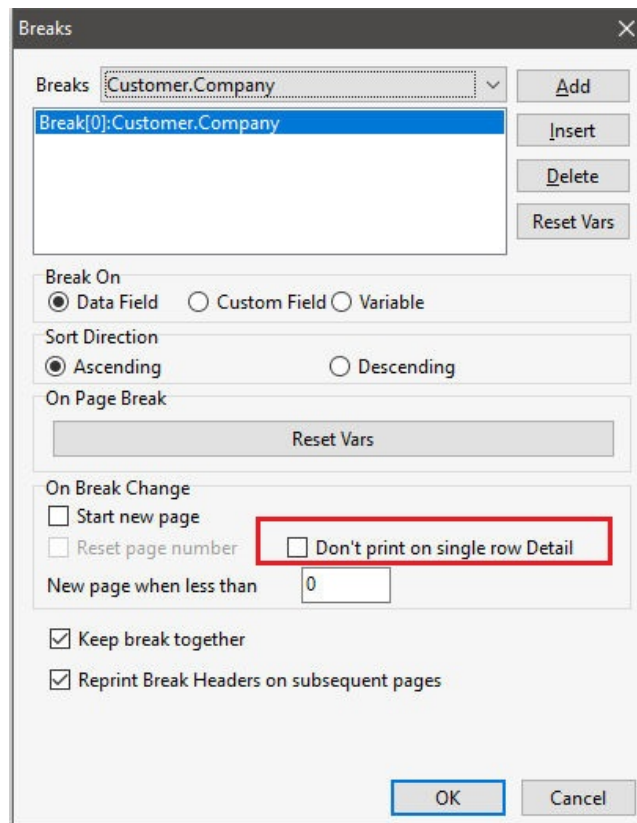 Breaks
Breaks Customer.Company Add
Break[0]:Customer.Company
Insert
Delete
Reset Vars
Break On
Data Field Custom Field Variable
Sort Direction
Ascending Descending
On Page Break
Reset Vars
On Break Change
Start new page
Reset page number Don't print on single row Detail
New page when less than 0
Keep break together
Reprint Break Headers on subsequent pages
OK Cancel